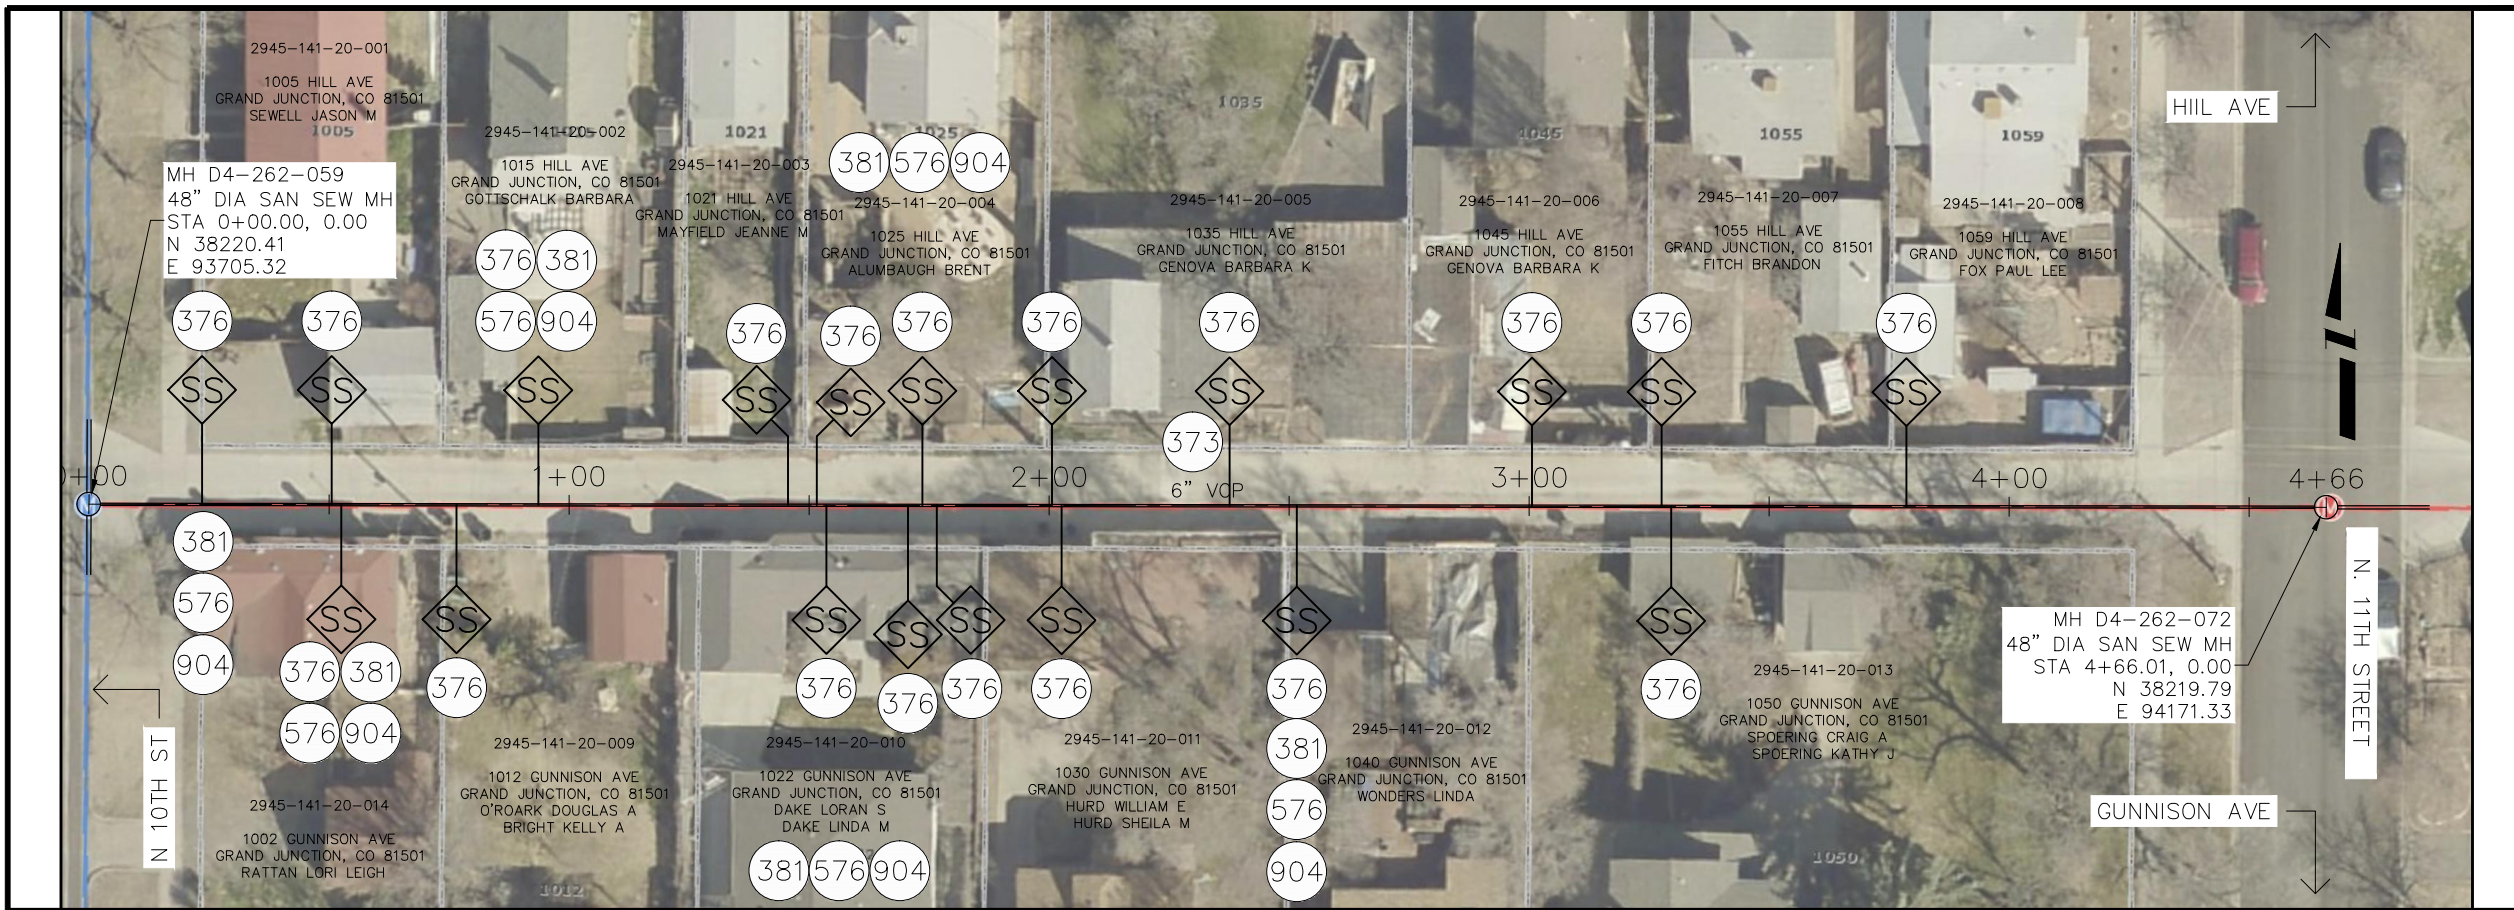 2945-141-20-001
1005 HILL AVE
GRAND JUNCTION, CO 81501
SEWELL JASON M
1005
MH D4-262-059
48" DIA SAN SEW MH
STA 0+00.00, 0.00
N 38220.41
E 93705.32
2945-141-20-002
1015 HILL AVE
GRAND JUNCTION, CO 81501
GOTTSCHALK BARBARA
1021
2945-141-20-003
1021 HILL AVE
GRAND JUNCTION, CO 81501
MAYFIELD JEANNE M
1025
381 576 904
2945-141-20-004
1025 HILL AVE
GRAND JUNCTION, CO 81501
ALUMBAUGH BRENT
1035
2945-141-20-005
1035 HILL AVE
GRAND JUNCTION, CO 81501
GENOVA BARBARA K
1045
2945-141-20-006
1045 HILL AVE
GRAND JUNCTION, CO 81501
GENOVA BARBARA K
1055
2945-141-20-007
1055 HILL AVE
GRAND JUNCTION, CO 81501
FITCH BRANDON
1059
2945-141-20-008
1059 HILL AVE
GRAND JUNCTION, CO 81501
FOX PAUL LEE
HIIL AVE
376 381
576 904
376 376 376 376 376 376 376 376 376 376
SS SS SS SS SS SS SS SS SS SS SS
373
0+00 1+00 2+00 3+00 4+00 4+66
6" VCP
381
576
904
SS SS SS SS SS SS SS SS
376 381
576 904
376 376 376 376 376
376
381
576
904
376
N 10TH ST
2945-141-20-014
1002 GUNNISON AVE
GRAND JUNCTION, CO 81501
RATTAN LORI LEIGH
2945-141-20-009
1012 GUNNISON AVE
GRAND JUNCTION, CO 81501
O'ROARK DOUGLAS A
BRIGHT KELLY A
1012
2945-141-20-010
1022 GUNNISON AVE
GRAND JUNCTION, CO 81501
DAKE LORAN S
DAKE LINDA M
381 576 904
2945-141-20-011
1030 GUNNISON AVE
GRAND JUNCTION, CO 81501
HURD WILLIAM E
HURD SHEILA M
2945-141-20-012
1040 GUNNISON AVE
GRAND JUNCTION, CO 81501
WONDERS LINDA
2945-141-20-013
1050 GUNNISON AVE
GRAND JUNCTION, CO 81501
SPOERING CRAIG A
SPOERING KATHY J
1050
MH D4-262-072
48" DIA SAN SEW MH
STA 4+66.01, 0.00
N 38219.79
E 94171.33
N. 11TH STREET
GUNNISON AVE